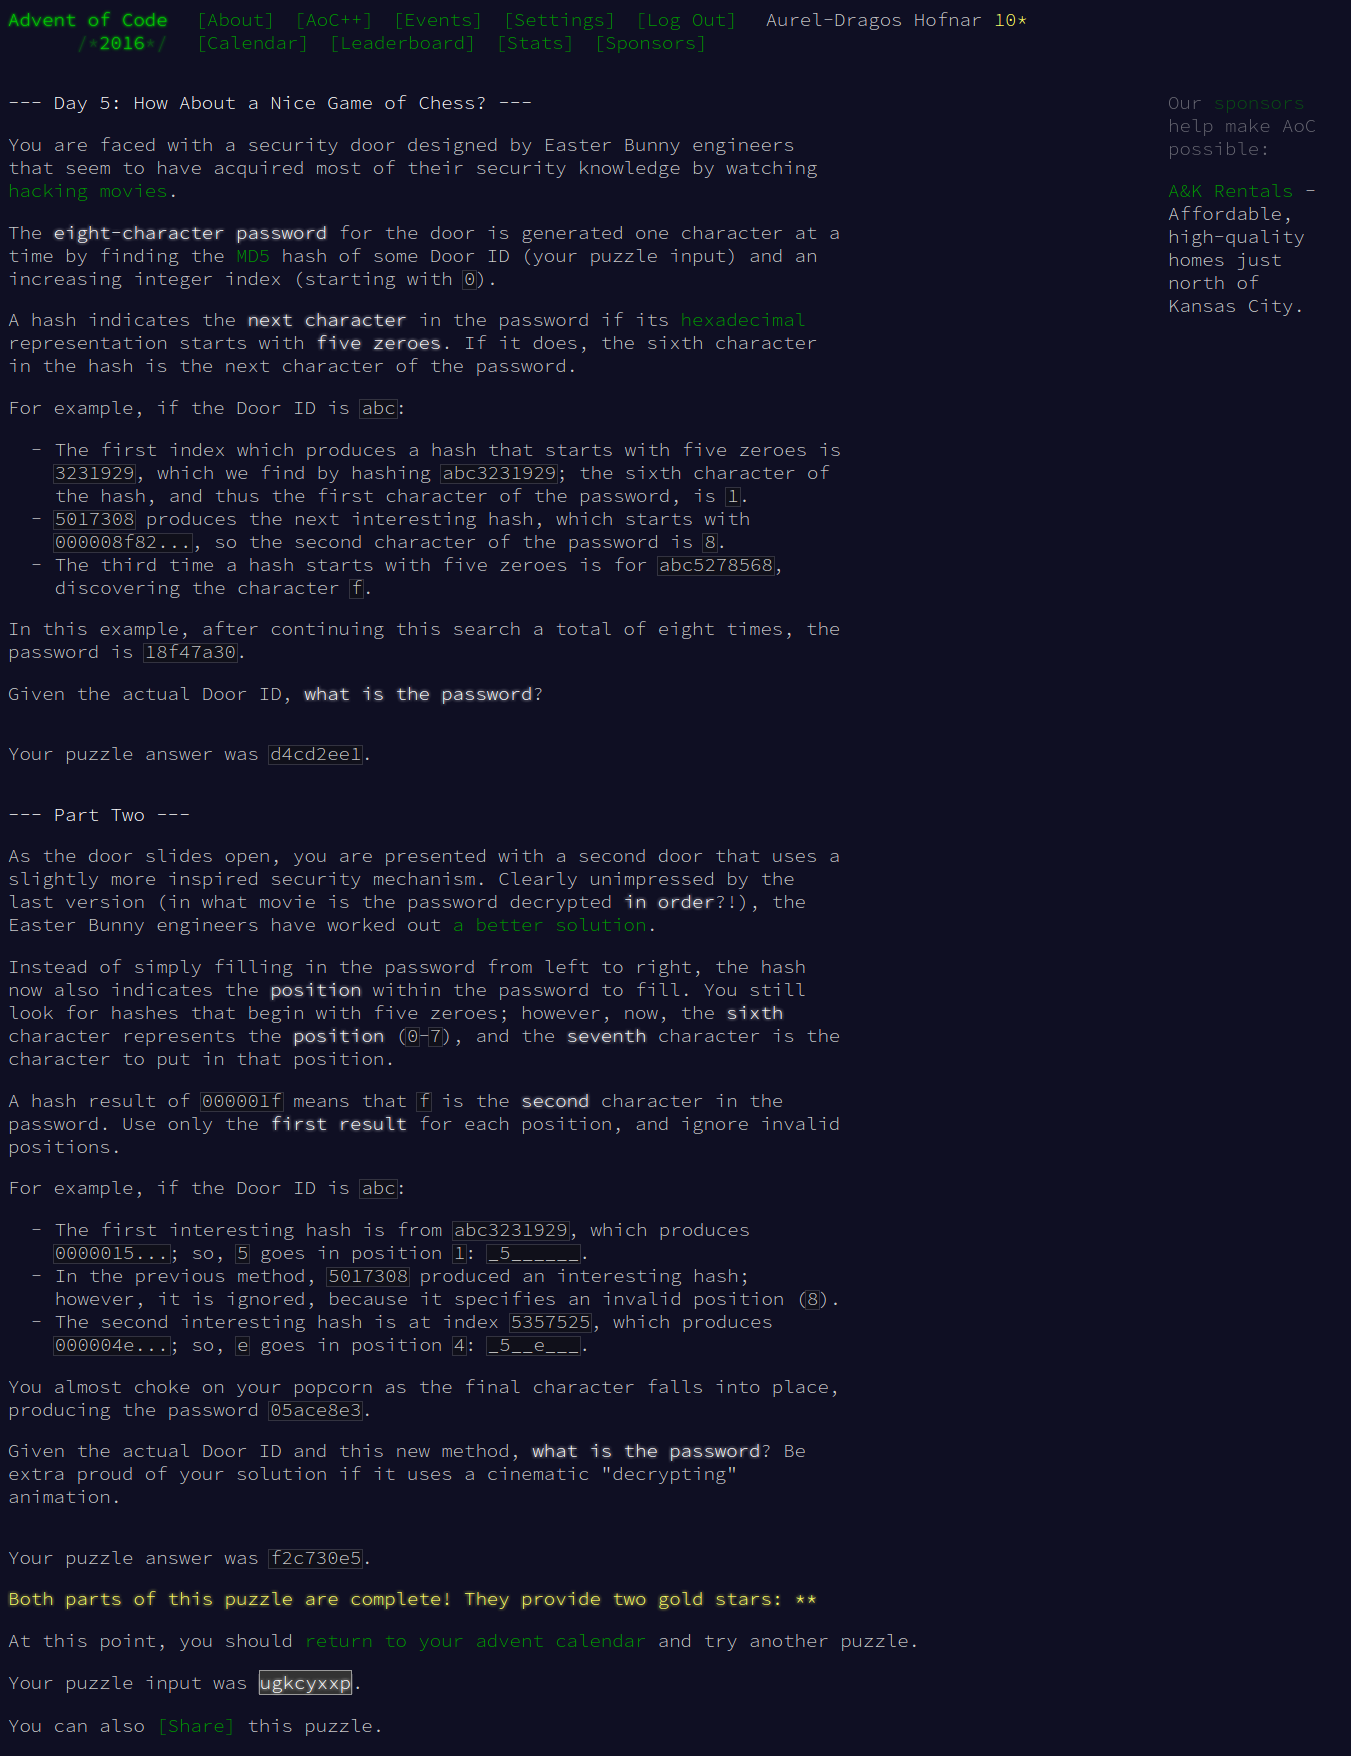 Advent of Code [About] [AoC++] [Events] [Settings] [Log Out] Aurel-Dragos Hofnar 10*
/*2016*/ [Calendar] [Leaderboard] [Stats] [Sponsors]
--- Day 5: How About a Nice Game of Chess? ---
You are faced with a security door designed by Easter Bunny engineers
that seem to have acquired most of their security knowledge by watching
hacking movies.
The eight-character password for the door is generated one character at a
time by finding the MD5 hash of some Door ID (your puzzle input) and an
increasing integer index (starting with 0).
A hash indicates the next character in the password if its hexadecimal
representation starts with five zeroes. If it does, the sixth character
in the hash is the next character of the password.
For example, if the Door ID is abc:
- The first index which produces a hash that starts with five zeroes is
3231929, which we find by hashing abc3231929; the sixth character of
the hash, and thus the first character of the password, is 1.
- 5017308 produces the next interesting hash, which starts with
000008f82..., so the second character of the password is 8.
- The third time a hash starts with five zeroes is for abc5278568,
discovering the character f.
In this example, after continuing this search a total of eight times, the
password is 18f47a30.
Given the actual Door ID, what is the password?
Your puzzle answer was d4cd2ee1.
--- Part Two ---
As the door slides open, you are presented with a second door that uses a
slightly more inspired security mechanism. Clearly unimpressed by the
last version (in what movie is the password decrypted in order?!), the
Easter Bunny engineers have worked out a better solution.
Instead of simply filling in the password from left to right, the hash
now also indicates the position within the password to fill. You still
look for hashes that begin with five zeroes; however, now, the sixth
character represents the position (0-7), and the seventh character is the
character to put in that position.
A hash result of 000001f means that f is the second character in the
password. Use only the first result for each position, and ignore invalid
positions.
For example, if the Door ID is abc:
- The first interesting hash is from abc3231929, which produces
0000015...; so, 5 goes in position 1: _5______.
- In the previous method, 5017308 produced an interesting hash;
however, it is ignored, because it specifies an invalid position (8).
- The second interesting hash is at index 5357525, which produces
000004e...; so, e goes in position 4: _5__e___.
You almost choke on your popcorn as the final character falls into place,
producing the password 05ace8e3.
Given the actual Door ID and this new method, what is the password? Be
extra proud of your solution if it uses a cinematic "decrypting"
animation.
Your puzzle answer was f2c730e5.
Both parts of this puzzle are complete! They provide two gold stars: **
At this point, you should return to your advent calendar and try another puzzle.
Your puzzle input was ugkcyxxp.
You can also [Share] this puzzle.
Our sponsors
help make AoC
possible:
A&K Rentals -
Affordable,
high-quality
homes just
north of
Kansas City.